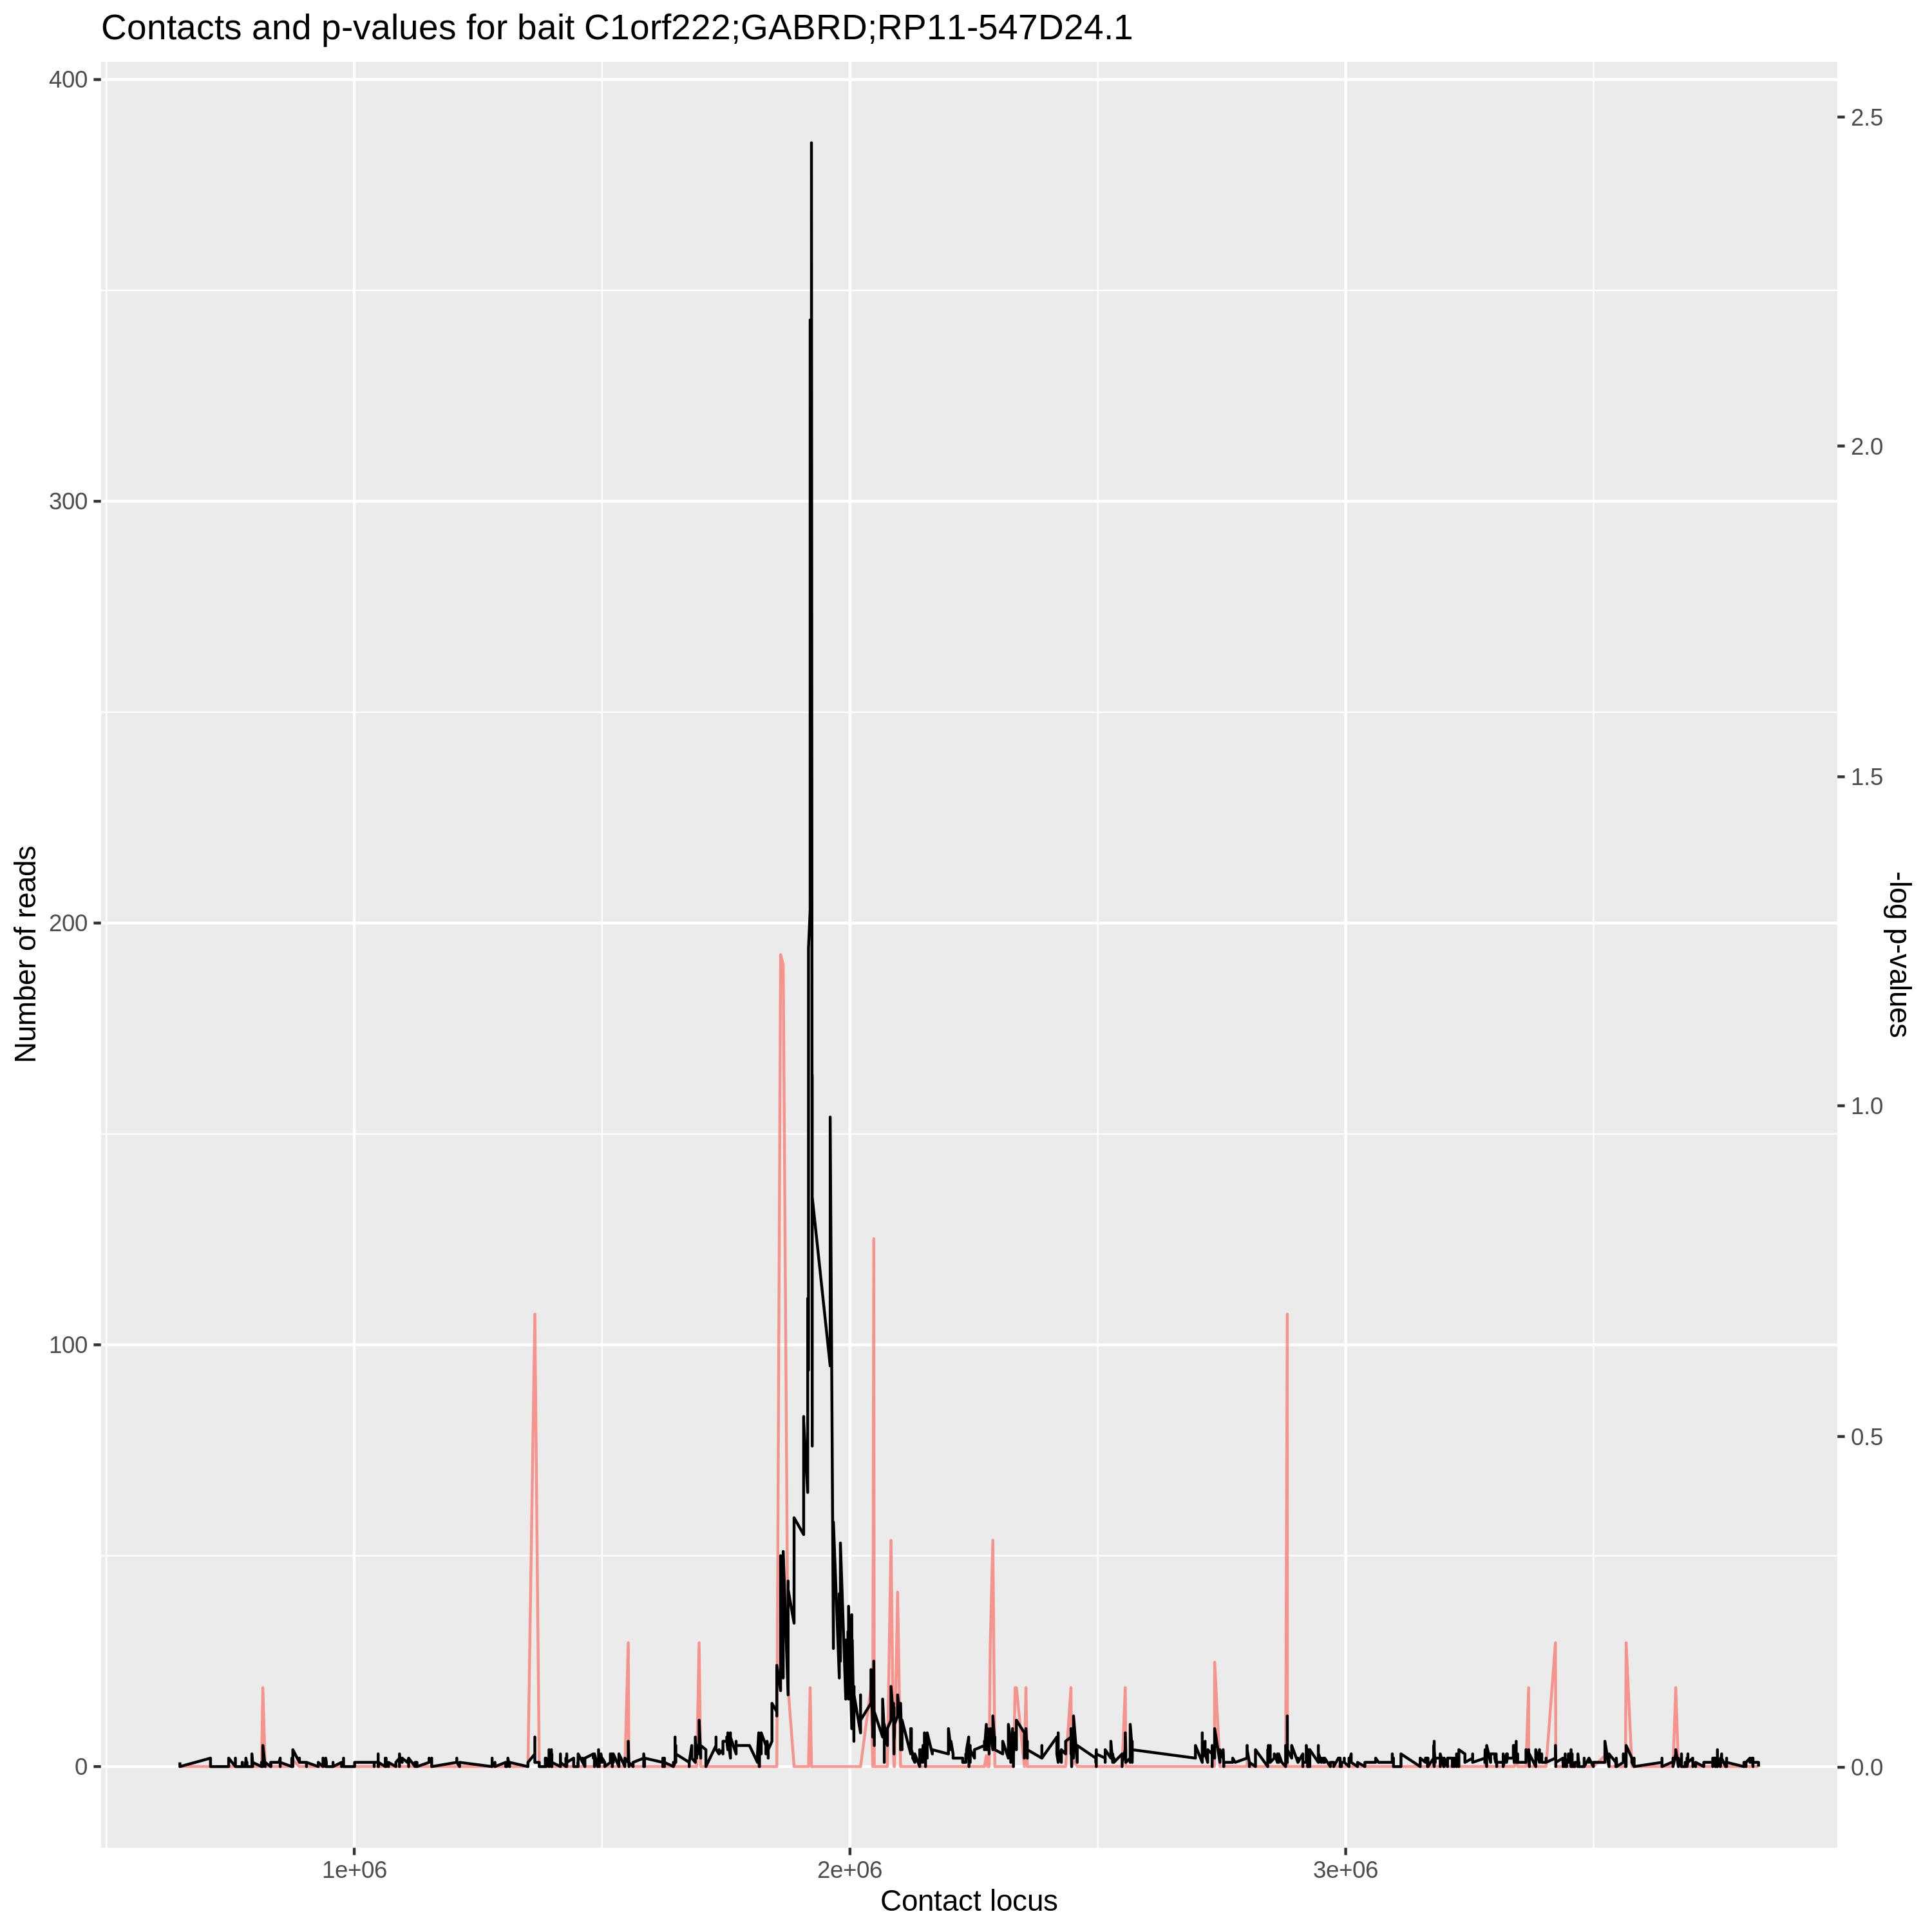 Contacts and p-values for bait C1orf222;GABRD;RP11-547D24.1
400
300
200
100
0
Number of reads
2.5
2.0
1.5
1.0
0.5
0.0
-log p-values
1e+06
2e+06
3e+06
Contact locus